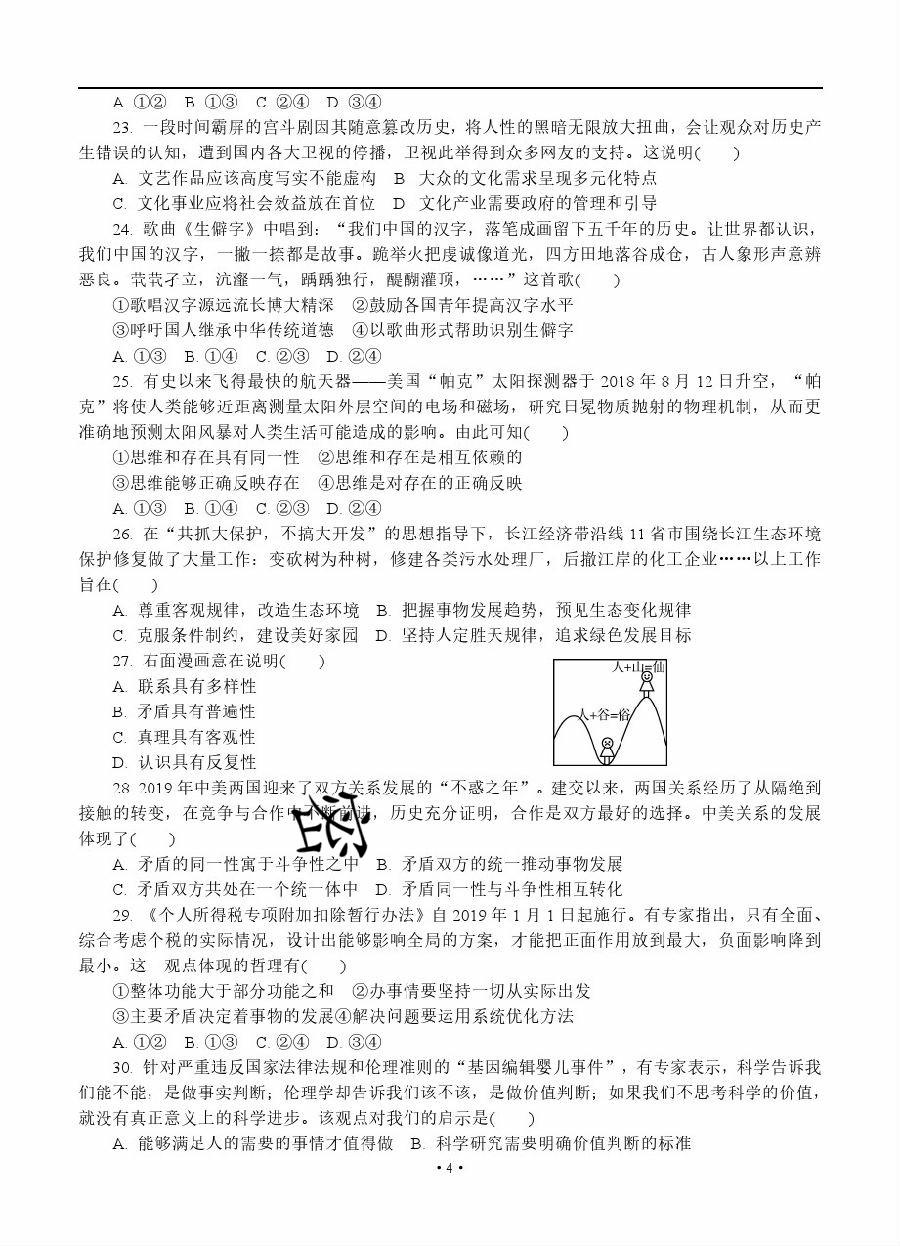 A ①② B ①③ C ②④ D ③④
23. 一段时间霸屏的宫斗剧因其随意篡改历史，将人性的黑暗无限放大扭曲，会让观众对历史产
生错误的认知，遭到国内各大卫视的停播，卫视此举得到众多网友的支持。这说明(　　)
A. 文艺作品应该高度写实不能虚构 B 大众的文化需求呈现多元化特点
C. 文化事业应将社会效益放在首位 D 文化产业需要政府的管理和引导
24. 歌曲《生僻字》中唱到：“我们中国的汉字，落笔成画留下五千年的历史。让世界都认识，
我们中国的汉字，一撇一捺都是故事。跪举火把虔诚像道光，四方田地落谷成仓，古人象形声意辨
恶良。茕茕孑立，沆瀣一气，踽踽独行，醍醐灌顶，……”这首歌(　　)
①歌唱汉字源远流长博大精深 ②鼓励各国青年提高汉字水平
③呼吁国人继承中华传统道德 ④以歌曲形式帮助识别生僻字
A. ①③ B. ①④ C. ②③ D. ②④
25. 有史以来飞得最快的航天器——美国“帕克”太阳探测器于 2018 年 8 月 12 日升空，“帕
克”将使人类能够近距离测量太阳外层空间的电场和磁场，研究日冕物质抛射的物理机制，从而更
准确地预测太阳风暴对人类生活可能造成的影响。由此可知(　　)
①思维和存在具有同一性 ②思维和存在是相互依赖的
③思维能够正确反映存在 ④思维是对存在的正确反映
A. ①③ B. ①④ C. ②③ D. ②④
26. 在“共抓大保护，不搞大开发”的思想指导下，长江经济带沿线 11 省市围绕长江生态环境
保护修复做了大量工作：变砍树为种树，修建各类污水处理厂，后撤江岸的化工企业……以上工作
旨在(　　)
A. 尊重客观规律，改造生态环境 B. 把握事物发展趋势，预见生态变化规律
C. 克服条件制约，建设美好家园 D. 坚持人定胜天规律，追求绿色发展目标
27. 右面漫画意在说明(　　)
人+山=仙
A. 联系具有多样性
B. 矛盾具有普遍性
人+谷=俗
C. 真理具有客观性
D. 认识具有反复性
28. 2019 年中美两国迎来了双方关系发展的“不惑之年”。建交以来，两国关系经历了从隔绝到
接触的转变，在竞争与合作中不断前进，历史充分证明，合作是双方最好的选择。中美关系的发展
体现了(　　)
A. 矛盾的同一性寓于斗争性之中 B. 矛盾双方的统一推动事物发展
C. 矛盾双方共处在一个统一体中 D. 矛盾同一性与斗争性相互转化
29. 《个人所得税专项附加扣除暂行办法》自 2019 年 1 月 1 日起施行。有专家指出，只有全面、
综合考虑个税的实际情况，设计出能够影响全局的方案，才能把正面作用放到最大，负面影响降到
最小。这　观点体现的哲理有(　　)
①整体功能大于部分功能之和 ②办事情要坚持一切从实际出发
③主要矛盾决定着事物的发展④解决问题要运用系统优化方法
A. ①② B. ①③ C. ②④ D. ③④
30. 针对严重违反国家法律法规和伦理准则的“基因编辑婴儿事件”，有专家表示，科学告诉我
们能不能，是做事实判断；伦理学却告诉我们该不该，是做价值判断；如果我们不思考科学的价值，
就没有真正意义上的科学进步。该观点对我们的启示是(　　)
A. 能够满足人的需要的事情才值得做 B. 科学研究需要明确价值判断的标准
• 4 •